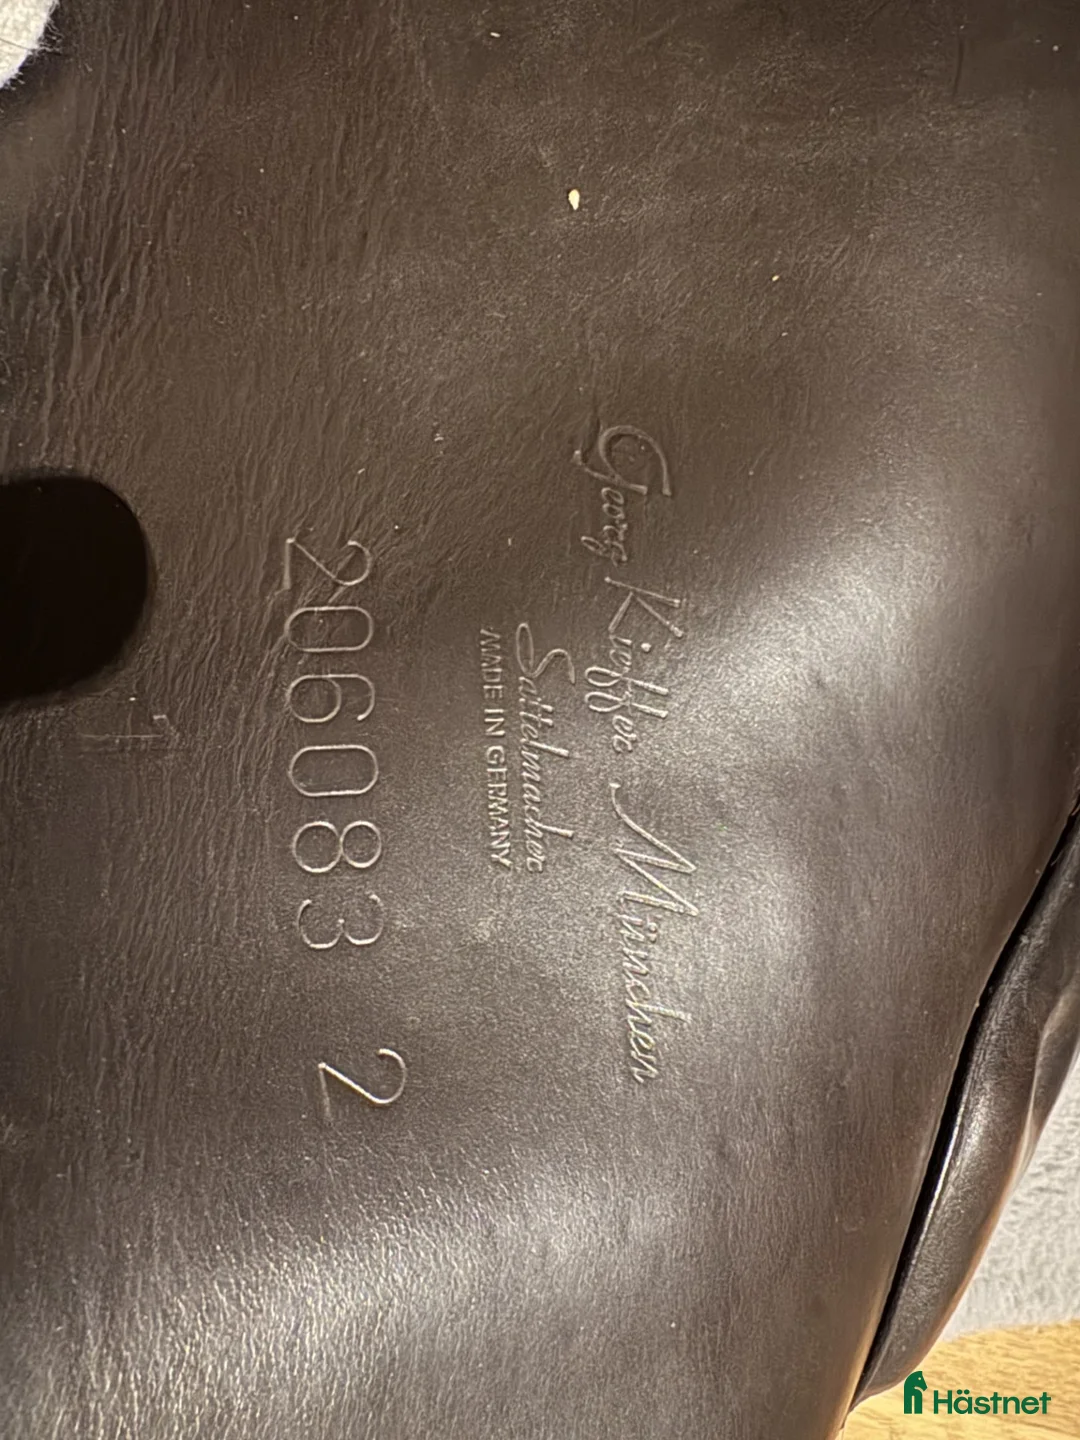 Georg Kieffer München
Sattelmacher
MADE IN GERMANY
206083 2
Hästnet